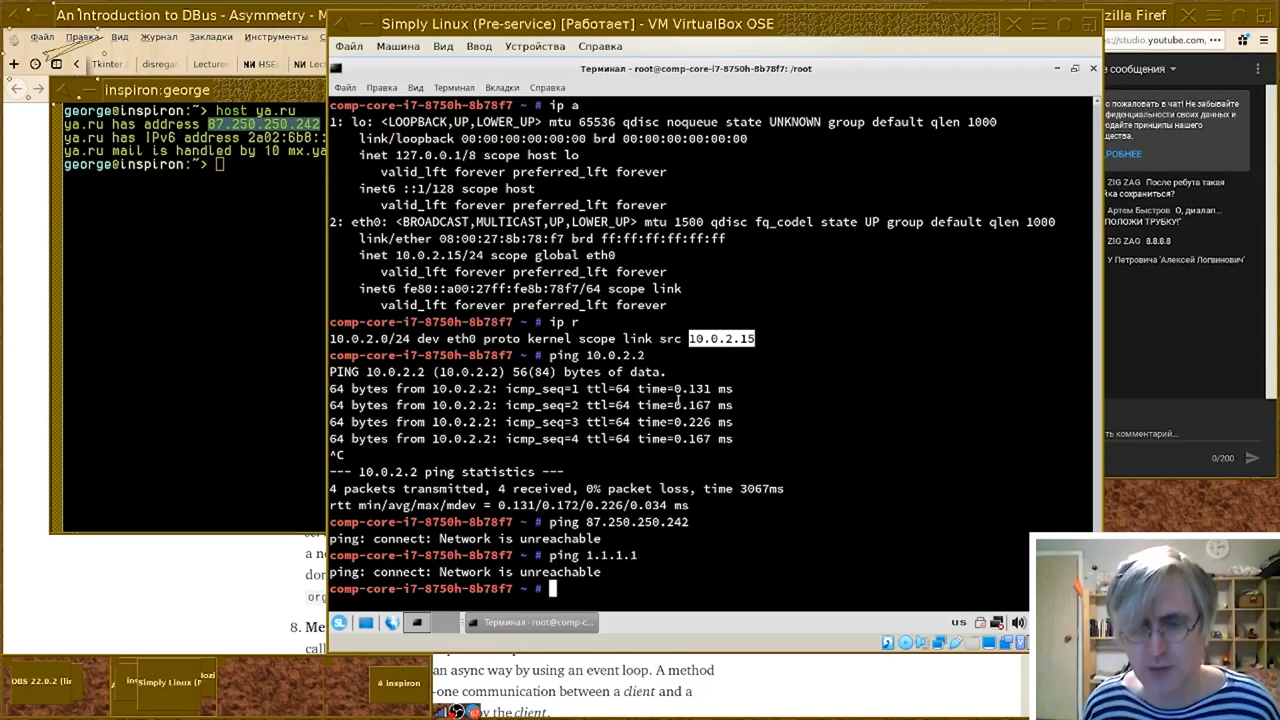 An Introduction to DBus - Asymmetry - M
Файл Правка Вид Журнал Закладки Инструменты
Tkinter disregar Lecturer HSE/ Lect
inspiron:george
george@inspiron:~> host ya.ru
ya.ru has address 87.250.250.242
ya.ru has IPv6 address 2a02:6b8::
ya.ru mail is handled by 10 mx.ya
george@inspiron:~>
Simply Linux (Pre-service) [Работает] - VM VirtualBox OSE
Файл Машина Вид Ввод Устройства Справка
Терминал - root@comp-core-i7-8750h-8b78f7: /root
Файл Правка Вид Терминал Вкладки Справка
comp-core-i7-8750h-8b78f7 ~ # ip a
1: lo: <LOOPBACK,UP,LOWER_UP> mtu 65536 qdisc noqueue state UNKNOWN group default qlen 1000
link/loopback 00:00:00:00:00:00 brd 00:00:00:00:00:00
inet 127.0.0.1/8 scope host lo
valid_lft forever preferred_lft forever
inet6 ::1/128 scope host
valid_lft forever preferred_lft forever
2: eth0: <BROADCAST,MULTICAST,UP,LOWER_UP> mtu 1500 qdisc fq_codel state UP group default qlen 1000
link/ether 08:00:27:8b:78:f7 brd ff:ff:ff:ff:ff:ff
inet 10.0.2.15/24 scope global eth0
valid_lft forever preferred_lft forever
inet6 fe80::a00:27ff:fe8b:78f7/64 scope link
valid_lft forever preferred_lft forever
comp-core-i7-8750h-8b78f7 ~ # ip r
10.0.2.0/24 dev eth0 proto kernel scope link src 10.0.2.15
comp-core-i7-8750h-8b78f7 ~ # ping 10.0.2.2
PING 10.0.2.2 (10.0.2.2) 56(84) bytes of data.
64 bytes from 10.0.2.2: icmp_seq=1 ttl=64 time=0.131 ms
64 bytes from 10.0.2.2: icmp_seq=2 ttl=64 time=0.167 ms
64 bytes from 10.0.2.2: icmp_seq=3 ttl=64 time=0.226 ms
64 bytes from 10.0.2.2: icmp_seq=4 ttl=64 time=0.167 ms
^C
--- 10.0.2.2 ping statistics ---
4 packets transmitted, 4 received, 0% packet loss, time 3067ms
rtt min/avg/max/mdev = 0.131/0.172/0.226/0.034 ms
comp-core-i7-8750h-8b78f7 ~ # ping 87.250.250.242
ping: connect: Network is unreachable
comp-core-i7-8750h-8b78f7 ~ # ping 1.1.1.1
ping: connect: Network is unreachable
comp-core-i7-8750h-8b78f7 ~ #
Терминал - root@comp-c...
us
zilla Firef
s://studio.youtube.com,
е сообщения
о пожаловать в чат! Не забывайте
фиденциальности своих данных и
одайте принципы нашего
щества.
РОБНЕЕ
ZIG ZAG После ребута такая
йка сохраниться?
Артем Быстров О, диалап...
ПОЛОЖИ ТРУБКУ!"
ZIG ZAG 8.8.8.8
У Петровича 'Алексей Логвинович'
ть комментарий...
0/200
a n
don
org
8. Me
call
an async way by using an event loop. A method
-one communication between a client and a
by the client.
DBS 22.0.2 (lir
Simply Linux (P
# inspiron